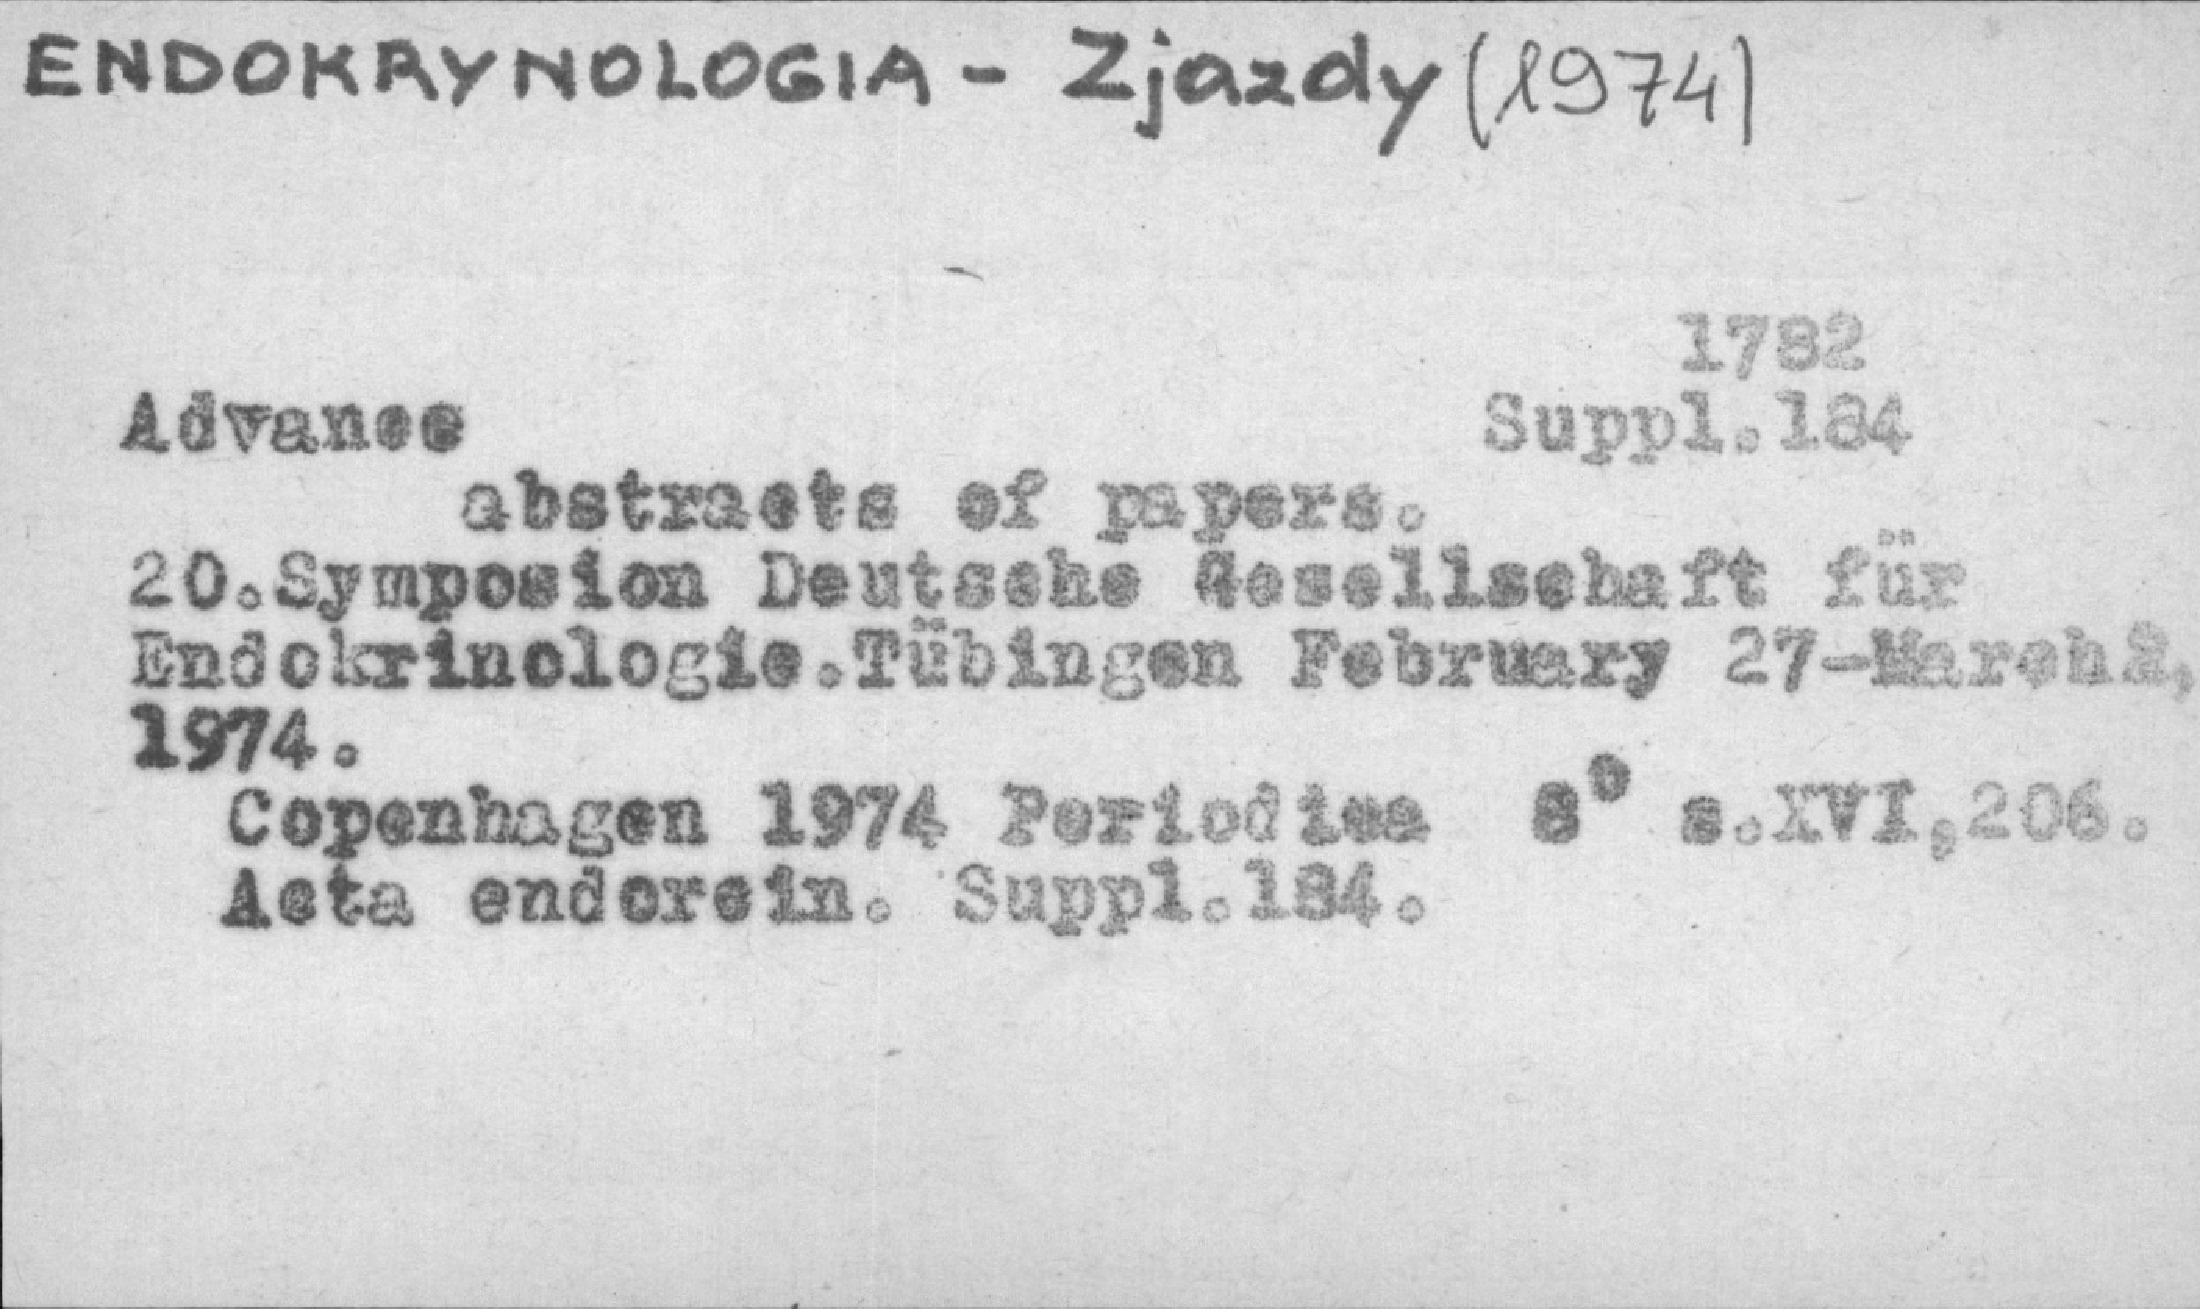 ENDOKRYNOLOGIA - Zjazdy (1974)
1782
Advance Suppl.184
abstracts of papers.
20.Symposion Deutsche Gesellschaft für
Endokrinologie.Tübingen February 27-March2,
1974.
Copenhagen 1974 Periodica 8o s.XVI,206.
Acta endocrin. Suppl.184.